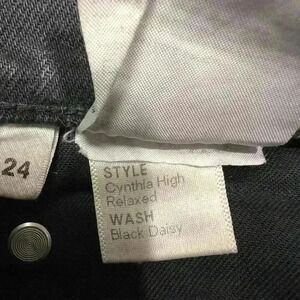 24
STYLE
Cynthia High
Relaxed
WASH
Black Daisy